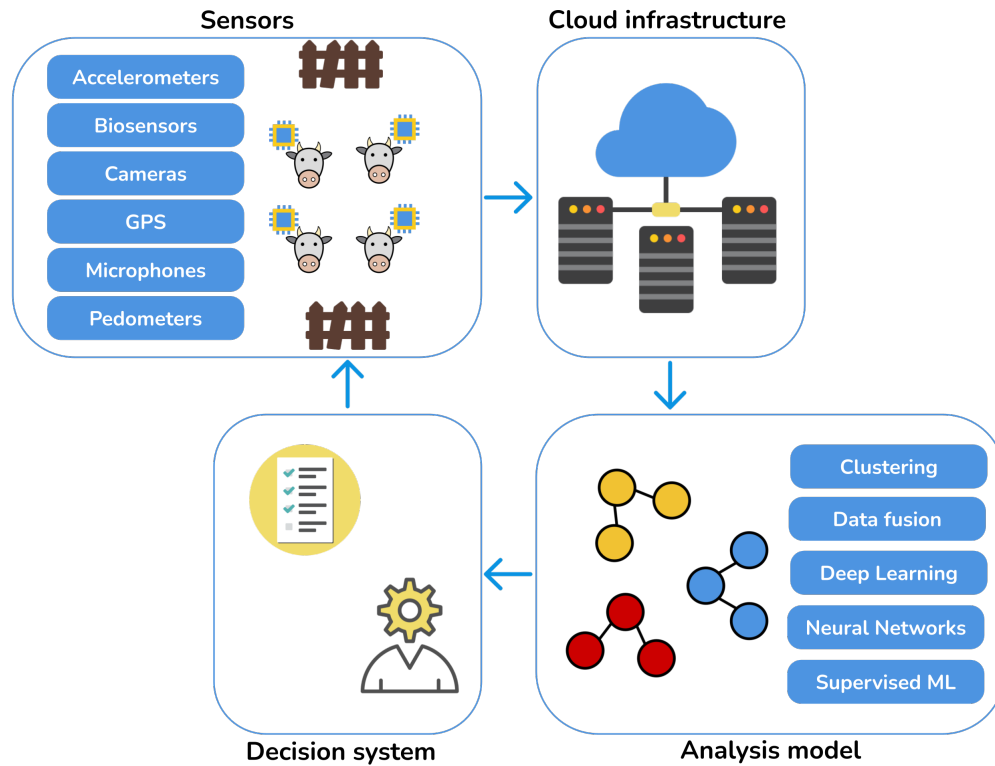 Sensors
Accelerometers
Biosensors
Cameras
GPS
Microphones
Pedometers
Cloud infrastructure
Clustering
Data fusion
Deep Learning
Neural Networks
Supervised ML
Analysis model
Decision system